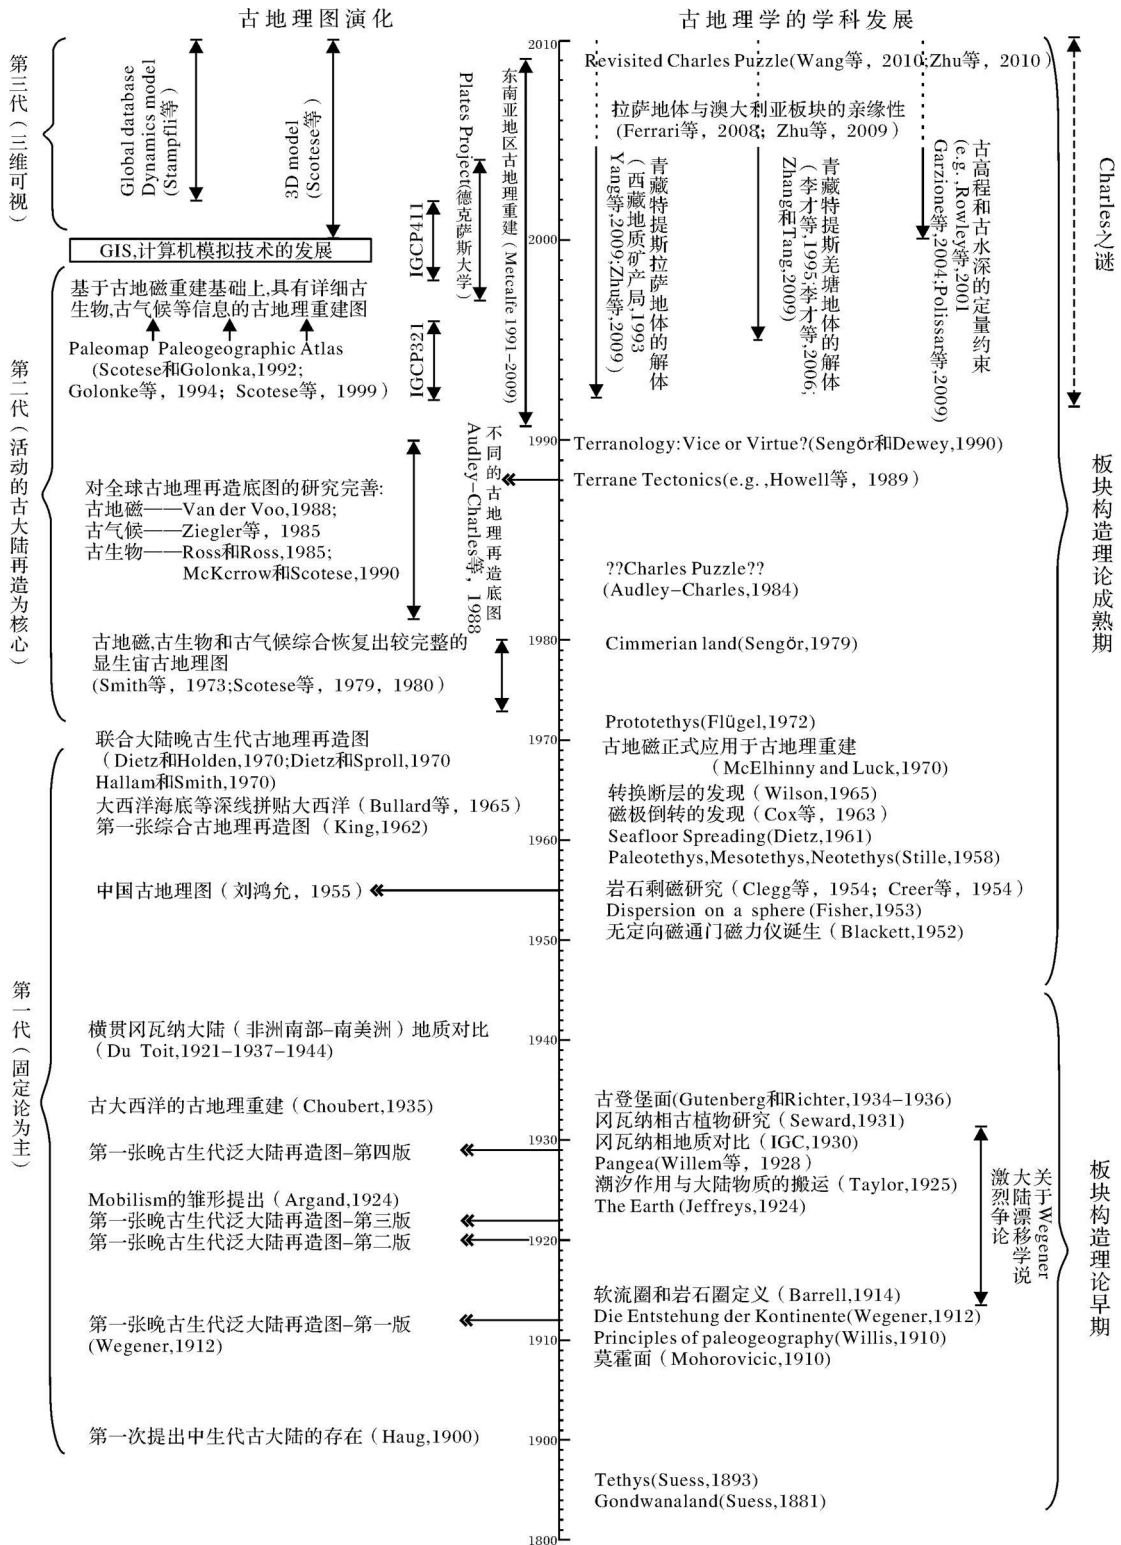 古地理图演化
第三代（三维可视）
Global database
Dynamics model
(Stampfli等）
3D model
(Scotese等）
GIS,计算机模拟技术的发展
IGCP411
Plates Project(德克萨斯大学）
东南亚地区古地理重建（Metcalfe 1991-2009)
第二代（活动的古大陆再造为核心）
基于古地磁重建基础上,具有详细古
生物,古气候等信息的古地理重建图
Paleomap Paleogeographic Atlas
(Scotese和Golonka,1992;
Golonke等，1994；Scotese等，1999）
IGCP321
不同的古地理再造底图
Audley-Charles等，1988
对全球古地理再造底图的研究完善:
古地磁——Van der Voo,1988;
古气候——Ziegler等，1985
古生物——Ross和Ross,1985;
McKcrrow和Scotese,1990
古地磁,古生物和古气候综合恢复出较完整的
显生宙古地理图
(Smith等，1973;Scotese等，1979，1980）
第一代（固定论为主）
联合大陆晚古生代古地理再造图
（Dietz和Holden,1970;Dietz和Sproll,1970
Hallam和Smith,1970)
大西洋海底等深线拼贴大西洋（Bullard等，1965）
第一张综合古地理再造图（King,1962)
中国古地理图（刘鸿允，1955）
横贯冈瓦纳大陆（非洲南部-南美洲）地质对比
（Du Toit,1921-1937-1944)
古大西洋的古地理重建（Choubert,1935)
第一张晚古生代泛大陆再造图-第四版
Mobilism的雏形提出（Argand,1924)
第一张晚古生代泛大陆再造图-第三版
第一张晚古生代泛大陆再造图-第二版
第一张晚古生代泛大陆再造图-第一版
(Wegener,1912)
第一次提出中生代古大陆的存在（Haug,1900)
2010
2000
1990
1980
1970
1960
1950
1940
1930
1920
1910
1900
1800
古地理学的学科发展
Revisited Charles Puzzle(Wang等，2010;Zhu等，2010）
拉萨地体与澳大利亚板块的亲缘性
(Ferrari等，2008；Zhu等，2009）
青藏特提斯拉萨地体的解体
（西藏地质矿产局,1993
Yang等,2009;Zhu等,2009)
青藏特提斯羌塘地体的解体
（李才等,1995;李才等,2006;
Zhang和Tang,2009)
古高程和古水深的定量约束
(e.g.,Rowley等,2001
Garzione等,2004;Polissar等,2009)
Charles之谜
Terranology:Vice or Virtue?(Sengör和Dewey,1990)
Terrane Tectonics(e.g.,Howell等，1989）
??Charles Puzzle??
(Audley-Charles,1984)
Cimmerian land(Sengör,1979)
Prototethys(Flügel,1972)
古地磁正式应用于古地理重建
（McElhinny and Luck,1970)
转换断层的发现（Wilson,1965)
磁极倒转的发现（Cox等，1963）
Seafloor Spreading(Dietz,1961)
Paleotethys,Mesotethys,Neotethys(Stille,1958)
岩石剩磁研究（Clegg等，1954；Creer等，1954）
Dispersion on a sphere (Fisher,1953)
无定向磁通门磁力仪诞生（Blackett,1952)
板块构造理论成熟期
古登堡面(Gutenberg和Richter,1934-1936)
冈瓦纳相古植物研究（Seward,1931)
冈瓦纳相地质对比（IGC,1930)
Pangea(Willem等，1928）
潮汐作用与大陆物质的搬运（Taylor,1925)
The Earth (Jeffreys,1924)
关于Wegener
大陆漂移学说
激烈争论
软流圈和岩石圈定义（Barrell,1914)
Die Entstehung der Kontinente(Wegener,1912)
Principles of paleogeography(Willis,1910)
莫霍面（Mohorovicic,1910)
Tethys(Suess,1893)
Gondwanaland(Suess,1881)
板块构造理论早期